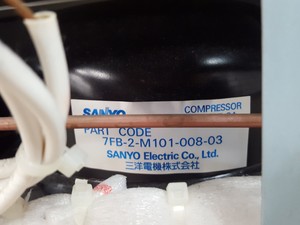 SANYO COMPRESSOR
PART CODE
7FB-2-M101-008-03
SANYO Electric Co., Ltd.
三洋電機株式会社